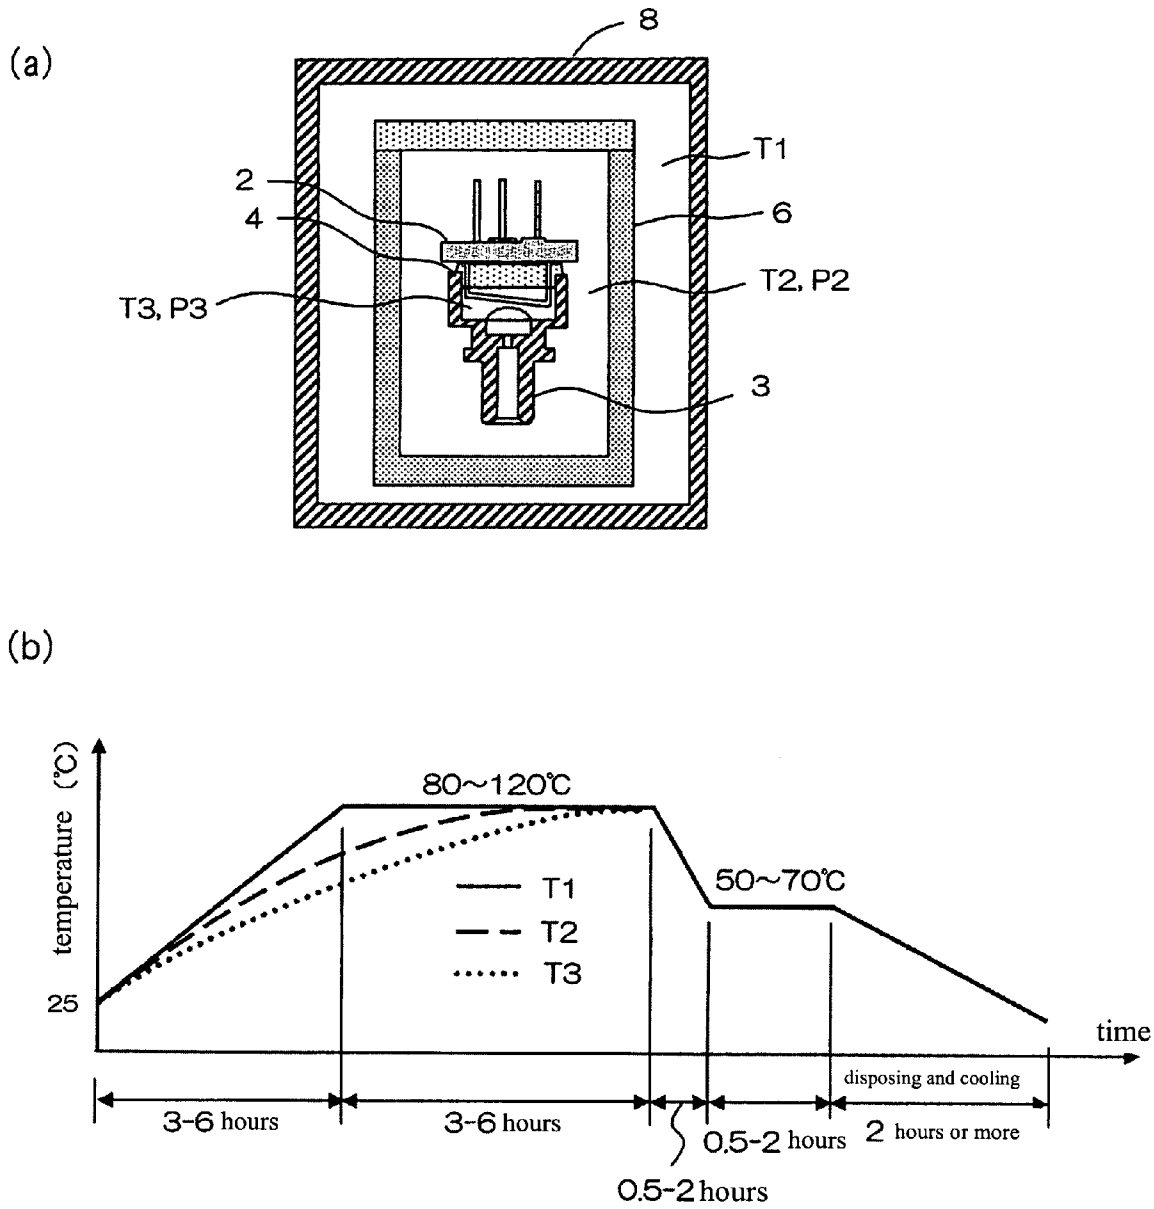 (a)
8
T1
2
6
4
T2, P2
T3, P3
3
(b)
temperature (℃)
80～120℃
50～70℃
T1
T2
T3
25
time
disposing and cooling
3-6 hours
3-6 hours
0.5-2 hours
2 hours or more
0.5-2 hours